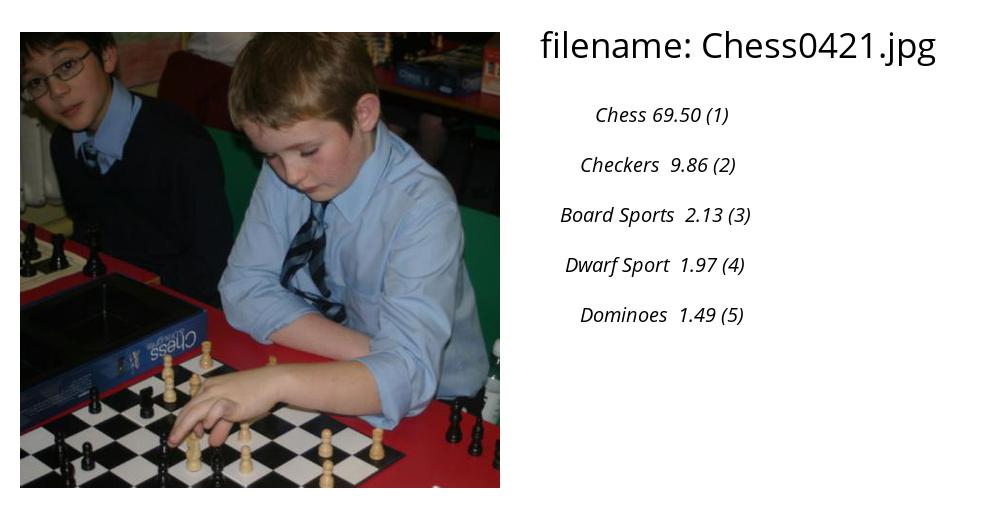 filename: Chess0421.jpg
Chess 69.50 (1)
Checkers 9.86 (2)
Board Sports 2.13 (3)
Dwarf Sport 1.97 (4)
Dominoes 1.49 (5)
Chess